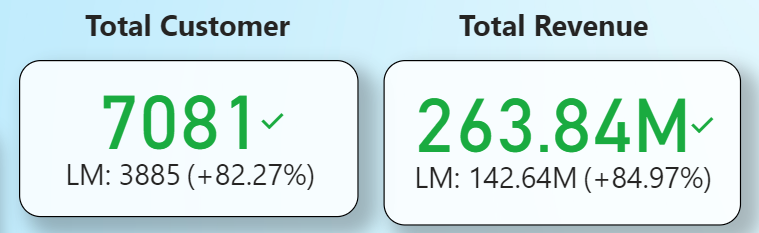 Total Customer
7081
LM: 3885 (+82.27%)
Total Revenue
263.84M
LM: 142.64M (+84.97%)